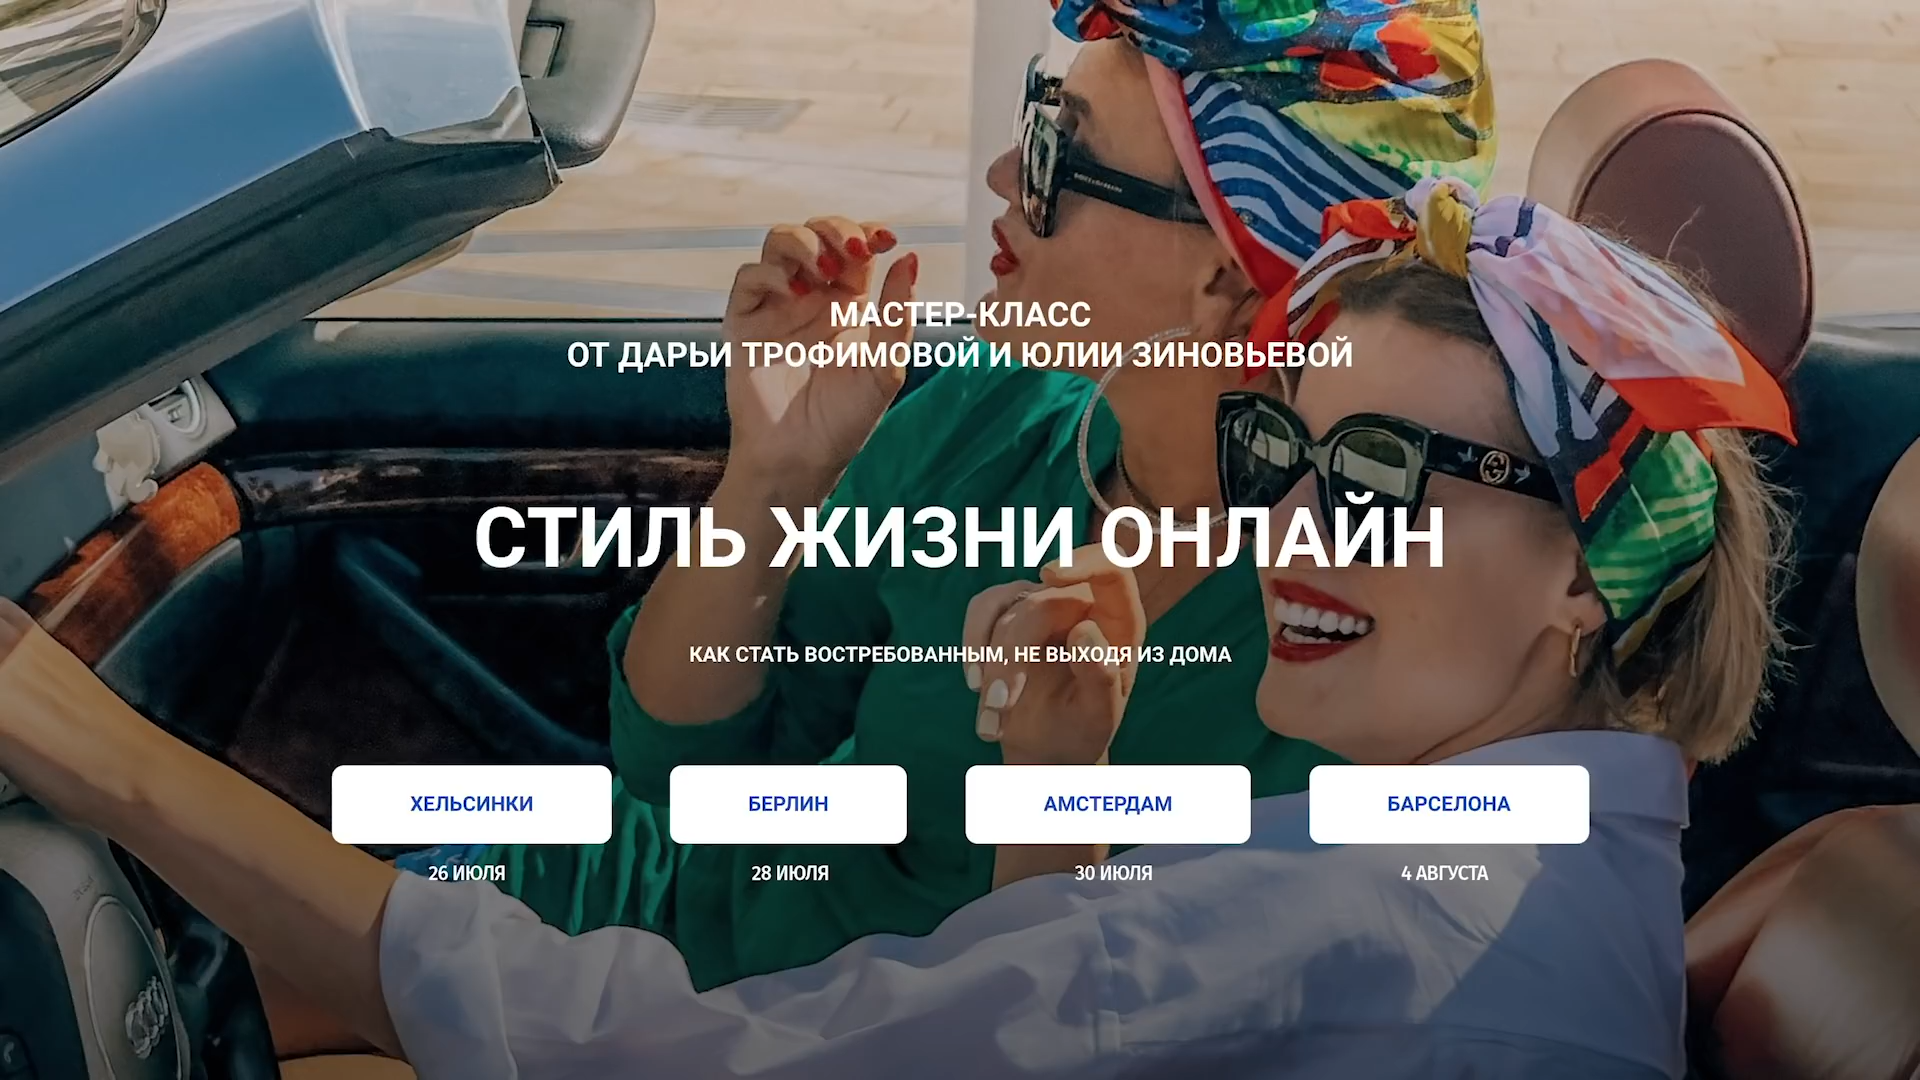 МАСТЕР-КЛАСС
ОТ ДАРЬИ ТРОФИМОВОЙ И ЮЛИИ ЗИНОВЬЕВОЙ
СТИЛЬ ЖИЗНИ ОНЛАЙН
КАК СТАТЬ ВОСТРЕБОВАННЫМ, НЕ ВЫХОДЯ ИЗ ДОМА
ХЕЛЬСИНКИ БЕРЛИН АМСТЕРДАМ БАРСЕЛОНА
26 ИЮЛЯ 28 ИЮЛЯ 30 ИЮЛЯ 4 АВГУСТА